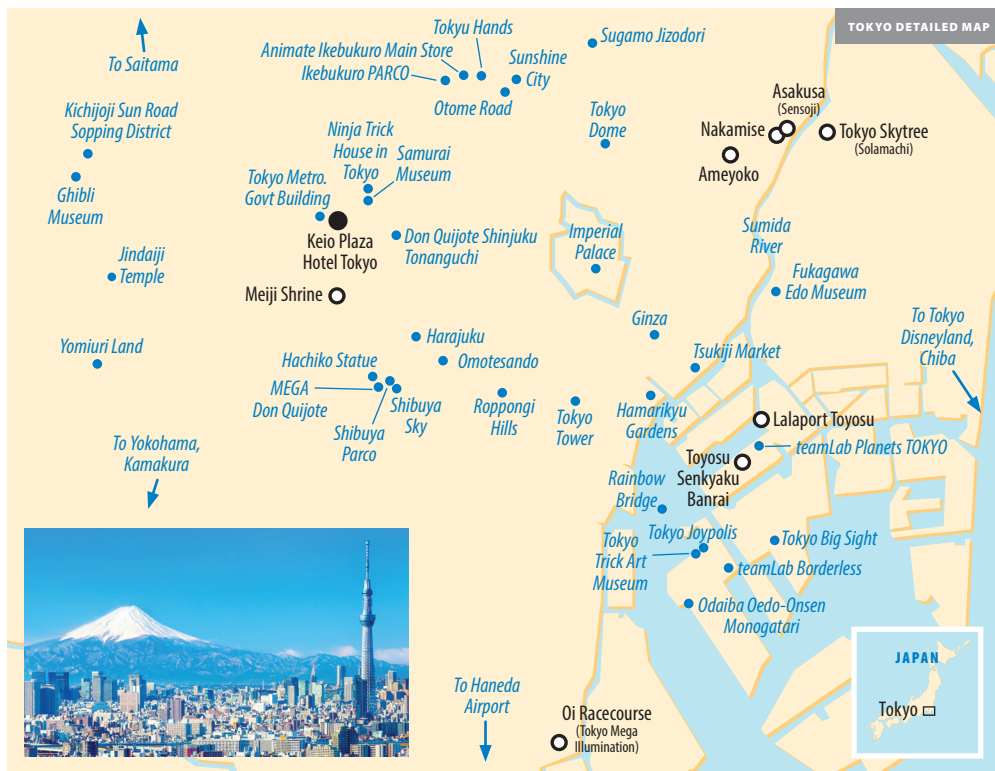 TOKYO DETAILED MAP
To Saitama
Tokyu Hands
Animate Ikebukuro Main Store
Ikebukuro PARCO
Sunshine
City
Otome Road
Sugamo Jizodori
Kichijoji Sun Road
Sopping District
Ghibli
Museum
Ninja Trick
House in
Tokyo
Samurai
Museum
Tokyo Metro.
Govt Building
Keio Plaza
Hotel Tokyo
Don Quijote Shinjuku
Tonanguchi
Tokyo
Dome
Asakusa
(Sensoji)
Nakamise
Ameyoko
Tokyo Skytree
(Solamachi)
Jindaiji
Temple
Meiji Shrine
Imperial
Palace
Sumida
River
Fukagawa
Edo Museum
Yomiuri Land
Harajuku
Omotesando
Hachiko Statue
MEGA
Don Quijote
Shibuya
Parco
Shibuya
Sky
Roppongi
Hills
Tokyo
Tower
Ginza
Tsukiji Market
Hamarikyu
Gardens
To Tokyo
Disneyland,
Chiba
Lalaport Toyosu
teamLab Planets TOKYO
Toyosu
Senkyaku
Banrai
To Yokohama,
Kamakura
Rainbow
Bridge
Tokyo Joypolis
Tokyo
Trick Art
Museum
Tokyo Big Sight
teamLab Borderless
Odaiba Oedo-Onsen
Monogatari
To Haneda
Airport
Oi Racecourse
(Tokyo Mega
Illumination)
JAPAN
Tokyo